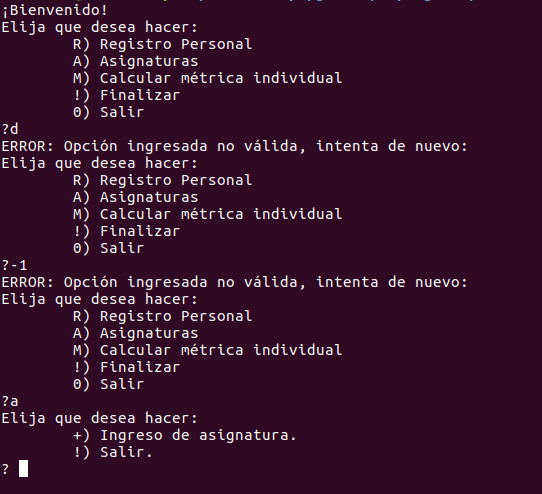 ¡Bienvenido!
Elija que desea hacer:
R) Registro Personal
A) Asignaturas
M) Calcular métrica individual
!) Finalizar
0) Salir
?d
ERROR: Opción ingresada no válida, intenta de nuevo:
Elija que desea hacer:
R) Registro Personal
A) Asignaturas
M) Calcular métrica individual
!) Finalizar
0) Salir
?-1
ERROR: Opción ingresada no válida, intenta de nuevo:
Elija que desea hacer:
R) Registro Personal
A) Asignaturas
M) Calcular métrica individual
!) Finalizar
0) Salir
?a
Elija que desea hacer:
+) Ingreso de asignatura.
!) Salir.
?